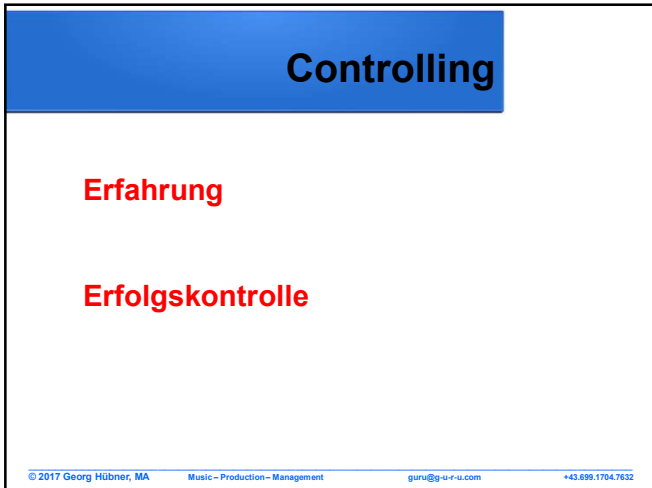 Controlling
Erfahrung
Erfolgskontrolle
© 2017 Georg Hübner, MA Music – Production – Management guru@g-u-r-u.com +43.699.1704.7632